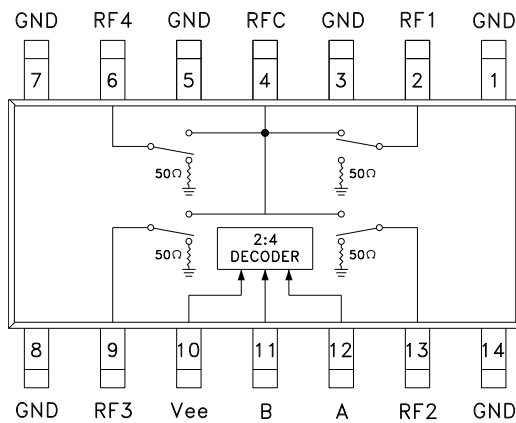 GND RF4 GND RFC GND RF1 GND
7 6 5 4 3 2 1
50Ω 50Ω
2:4
DECODER
50Ω 50Ω
8 9 10 11 12 13 14
GND RF3 Vee B A RF2 GND